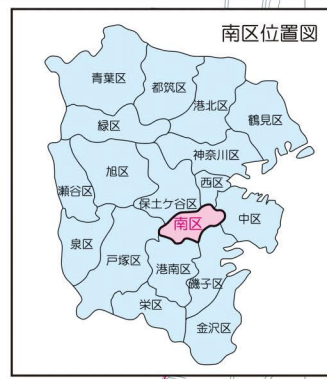 南区位置図
青葉区
都筑区
港北区
鶴見区
緑区
神奈川区
旭区
瀬谷区
西区
保土ケ谷区
中区
南区
泉区
戸塚区
港南区
磯子区
栄区
金沢区